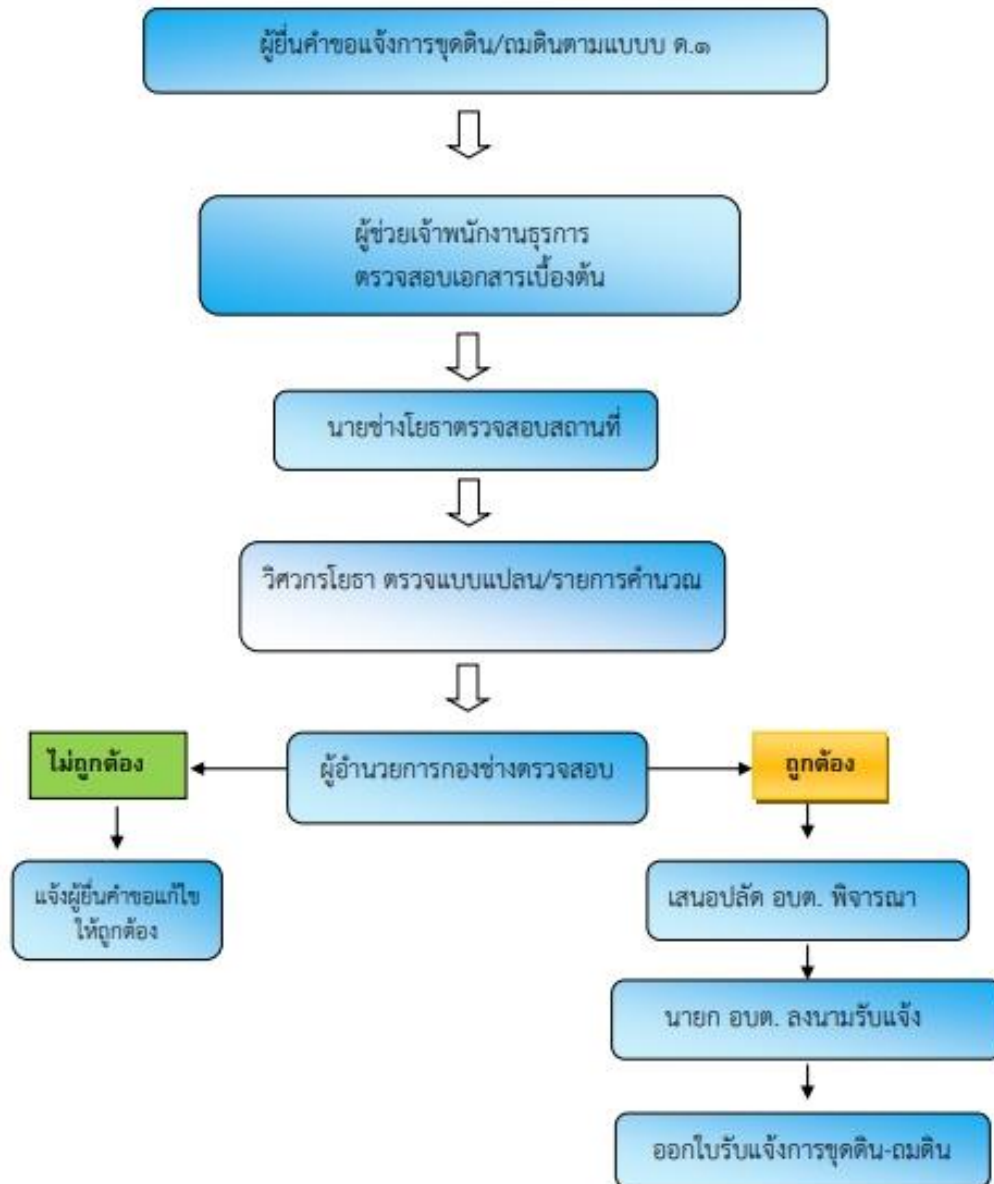 ผู้ยื่นคำขอแจ้งการขุดดิน/ถมดินตามแบบบ ด.๑
ผู้ช่วยเจ้าพนักงานธุรการ
ตรวจสอบเอกสารเบื้องต้น
นายช่างโยธาตรวจสอบสถานที่
วิศวกรโยธา ตรวจแบบแปลน/รายการคำนวณ
ไม่ถูกต้อง
ผู้อำนวยการกองช่างตรวจสอบ
ถูกต้อง
แจ้งผู้ยื่นคำขอแก้ไข
ให้ถูกต้อง
เสนอปลัด อบต. พิจารณา
นายก อบต. ลงนามรับแจ้ง
ออกใบรับแจ้งการขุดดิน-ถมดิน